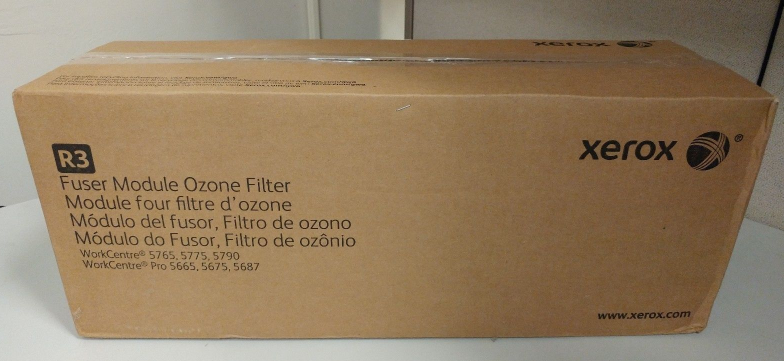 xerox
R3
xerox®
Fuser Module Ozone Filter
Module four filtre d'ozone
Módulo del fusor, Filtro de ozono
Módulo do Fusor, Filtro de ozônio
WorkCentre® 5765, 5775, 5790
WorkCentre® Pro 5665, 5675, 5687
www.xerox.com